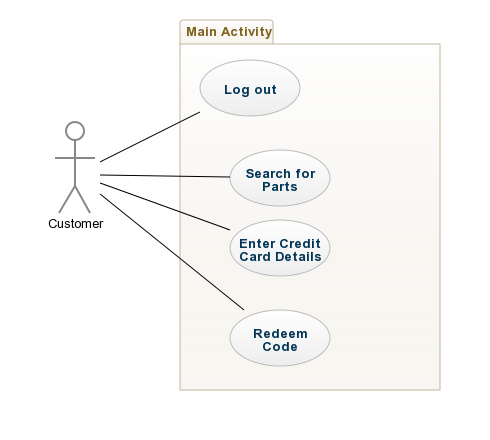 Main Activity
Log out
Search for
Parts
Customer
Enter Credit
Card Details
Redeem
Code